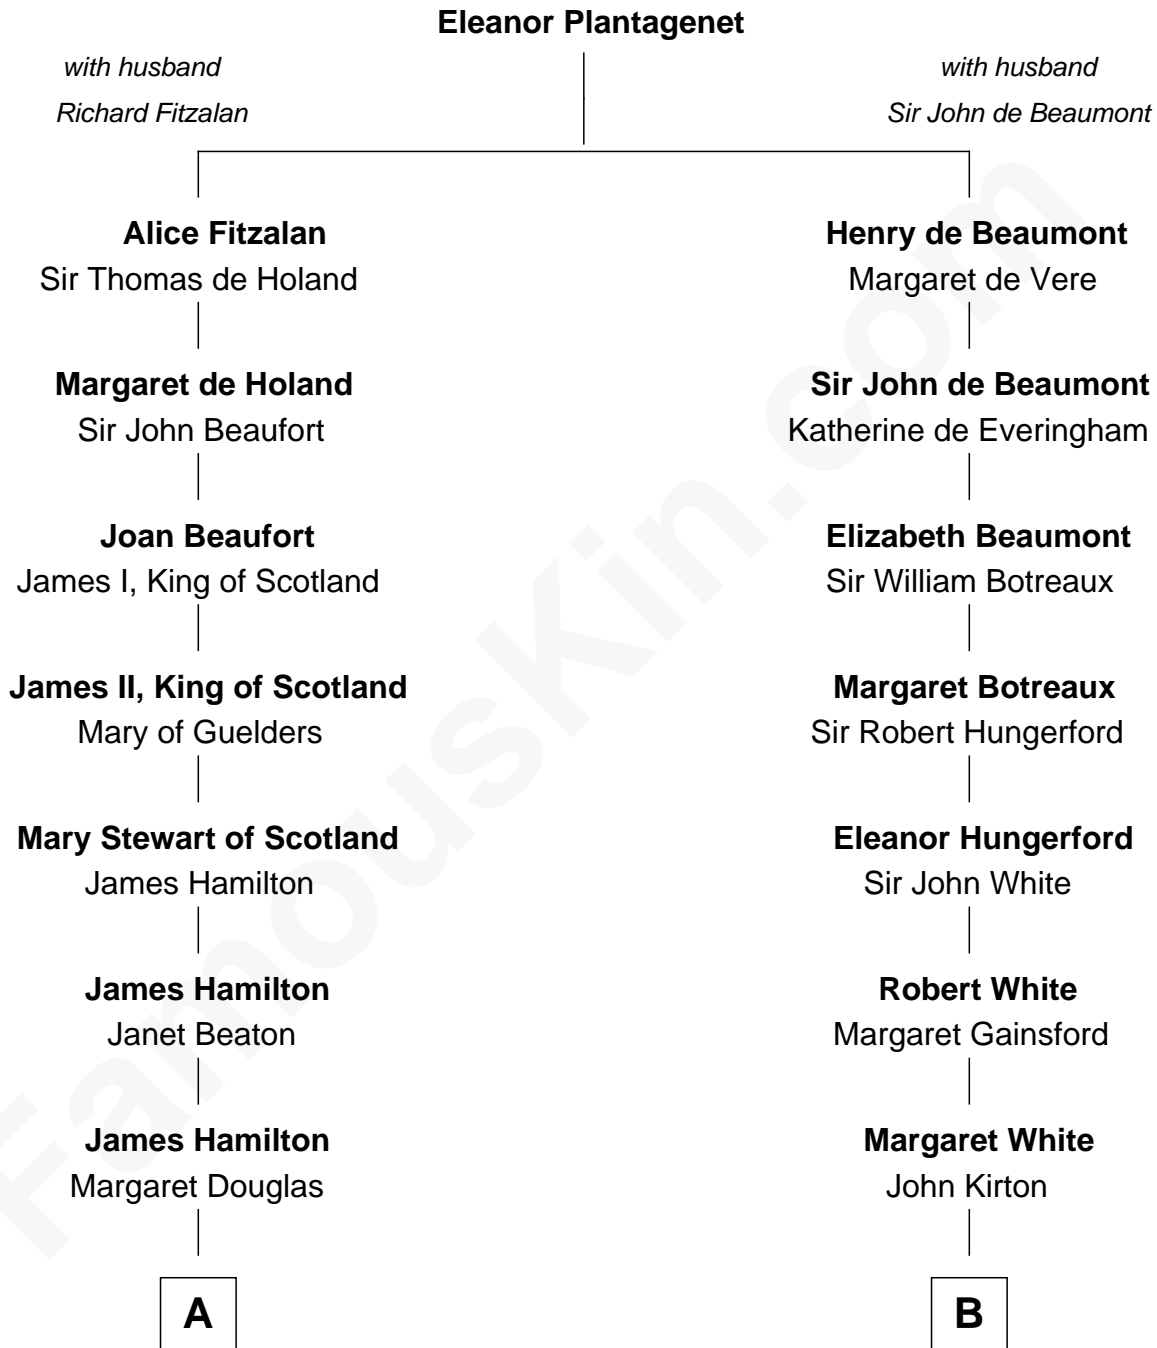 Eleanor Plantagenet
with husband
Richard Fitzalan
with husband
Sir John de Beaumont
Alice Fitzalan
Sir Thomas de Holand
Margaret de Holand
Sir John Beaufort
Joan Beaufort
James I, King of Scotland
James II, King of Scotland
Mary of Guelders
Mary Stewart of Scotland
James Hamilton
James Hamilton
Janet Beaton
James Hamilton
Margaret Douglas
A
Henry de Beaumont
Margaret de Vere
Sir John de Beaumont
Katherine de Everingham
Elizabeth Beaumont
Sir William Botreaux
Margaret Botreaux
Sir Robert Hungerford
Eleanor Hungerford
Sir John White
Robert White
Margaret Gainsford
Margaret White
John Kirton
B
FamousKin.com